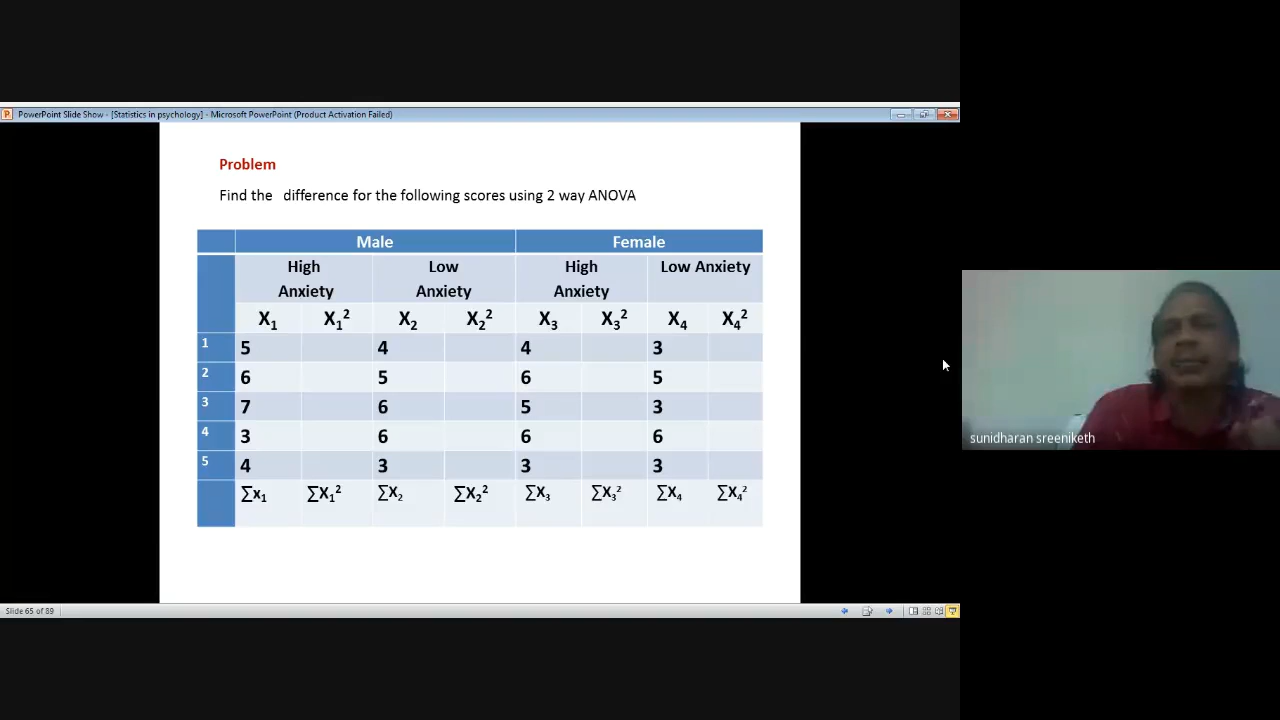 PowerPoint Slide Show - [Statistics in psychology] - Microsoft PowerPoint (Product Activation Failed)
Problem
Find the difference for the following scores using 2 way ANOVA
Male Female
High Anxiety Low Anxiety High Anxiety Low Anxiety
X₁ X₁² X₂ X₂² X₃ X₃² X₄ X₄²
1 5 4 4 3
2 6 5 6 5
3 7 6 5 3
4 3 6 6 6
5 4 3 3 3
∑x₁ ∑X₁² ∑X₂ ∑X₂² ∑X₃ ∑X₃² ∑X₄ ∑X₄²
sunidharan sreeniketh
Slide 65 of 89